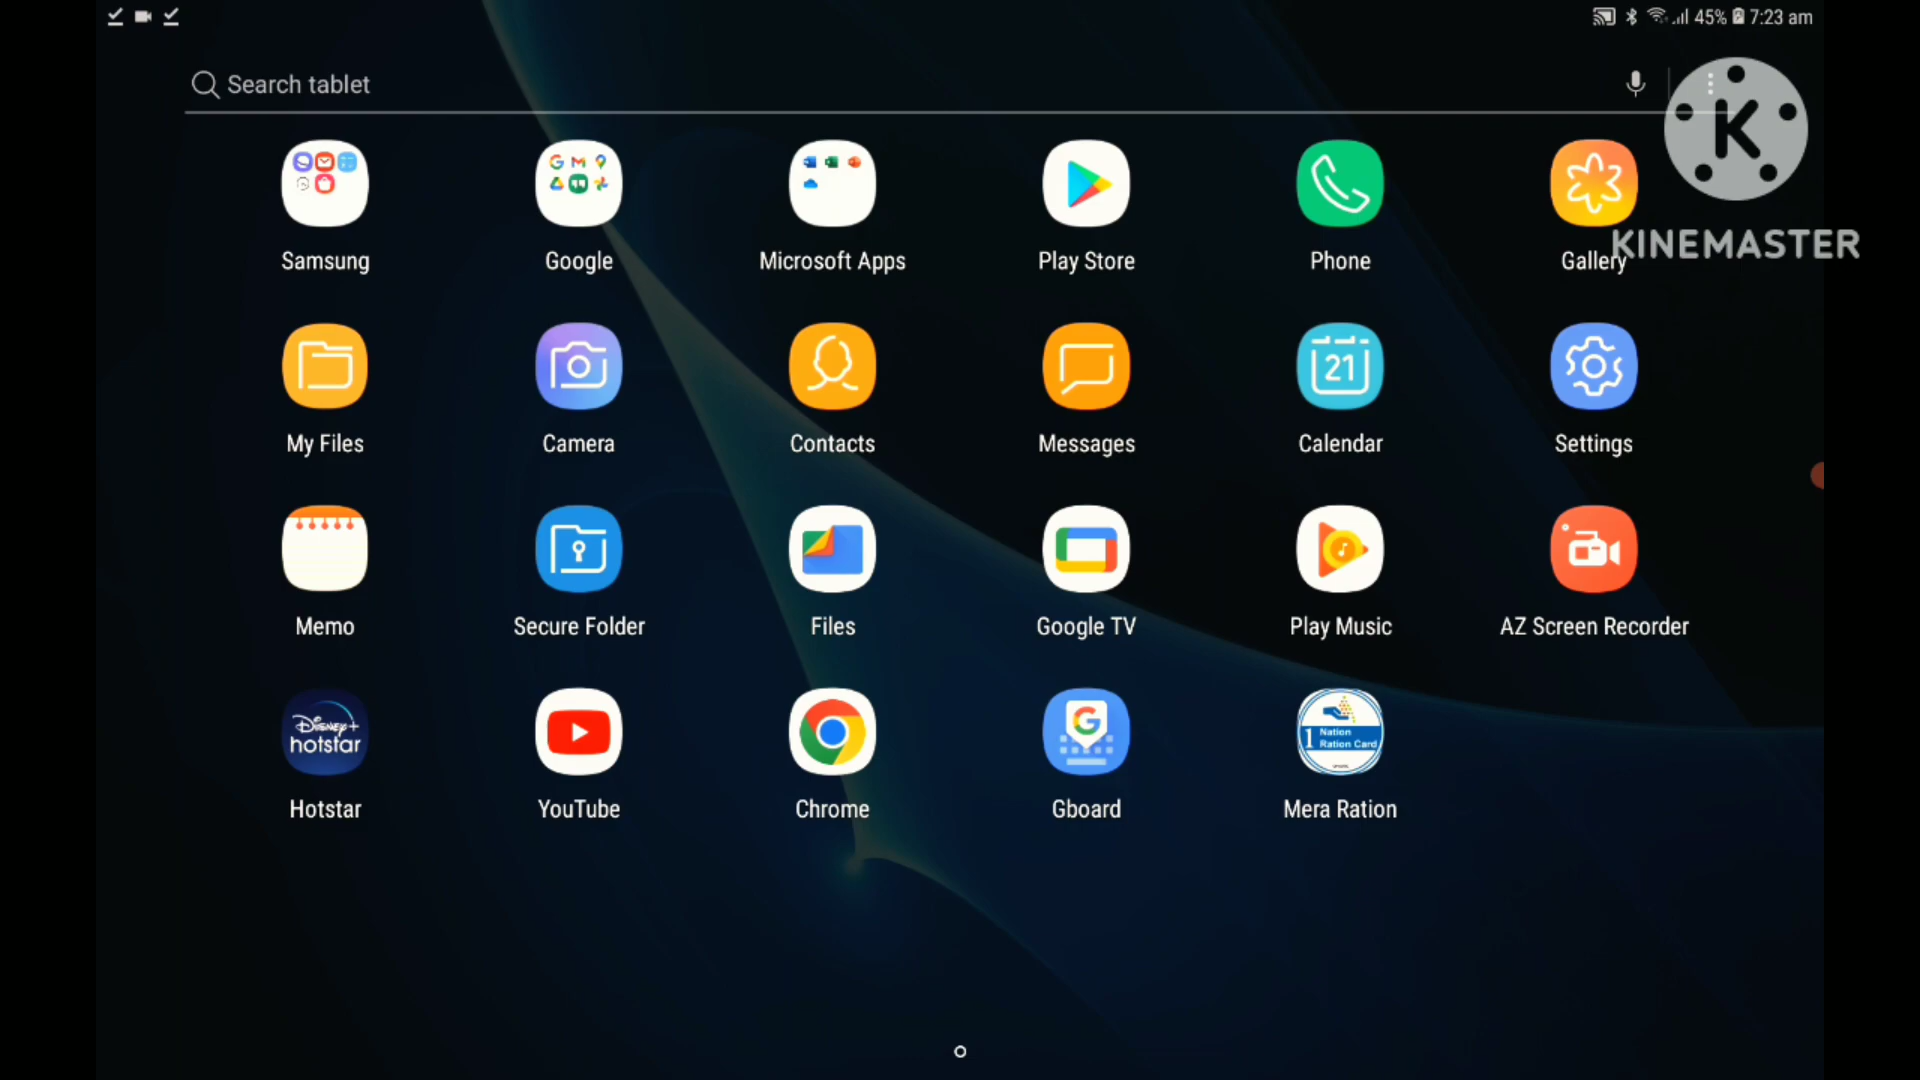 45% 7:23 am
Search tablet
K
KINEMASTER
Samsung
Google
Microsoft Apps
Play Store
Phone
Gallery
21
My Files
Camera
Contacts
Messages
Calendar
Settings
Memo
Secure Folder
Files
Google TV
Play Music
AZ Screen Recorder
Disney+
hotstar
1 Nation
Ration Card
Hotstar
YouTube
Chrome
Gboard
Mera Ration